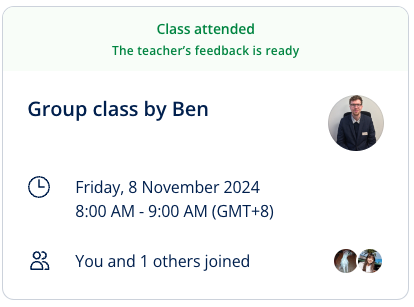 Class attended
The teacher's feedback is ready
Group class by Ben
Friday, 8 November 2024
8:00 AM - 9:00 AM (GMT+8)
You and 1 others joined